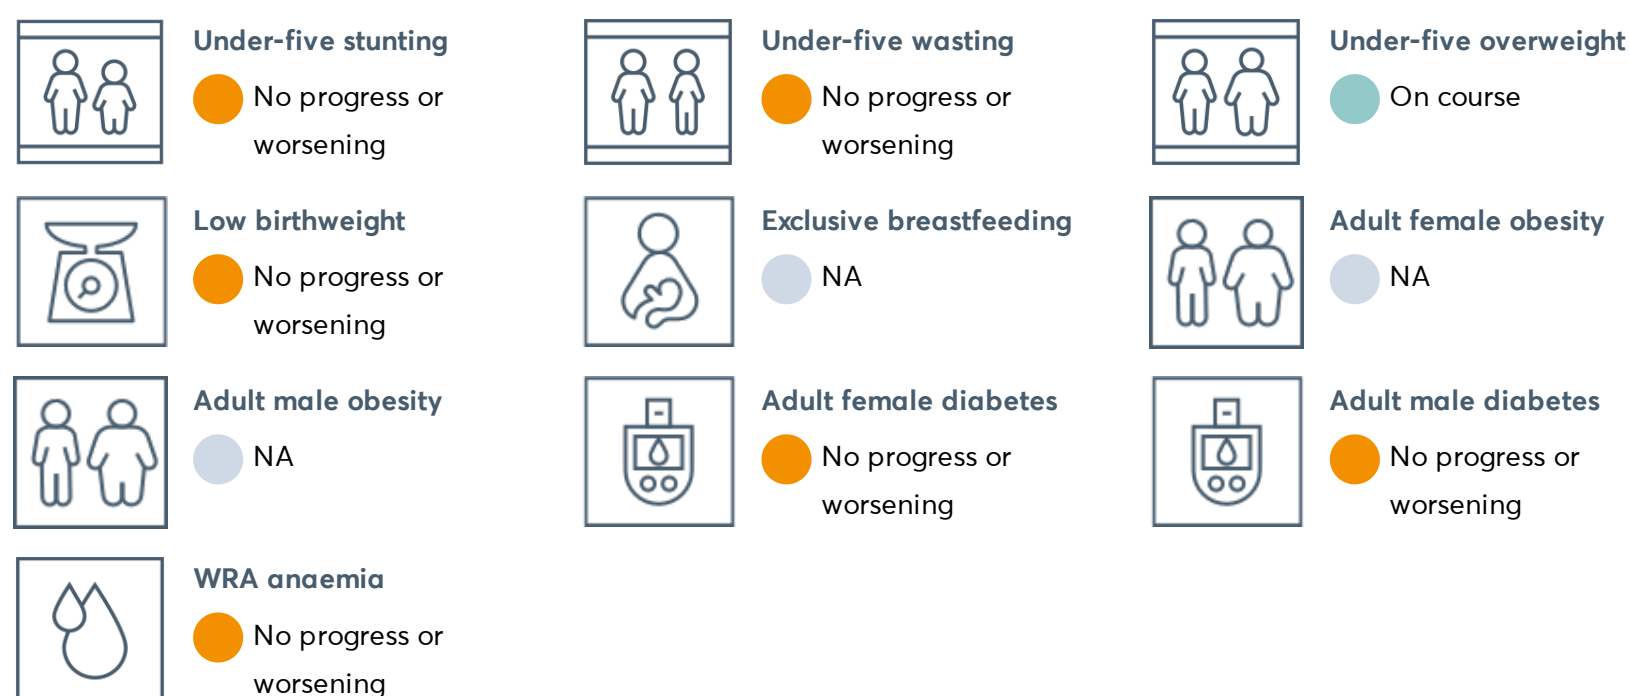 Under-five stunting
No progress or
worsening
Under-five wasting
No progress or
worsening
Under-five overweight
On course
Low birthweight
No progress or
worsening
Exclusive breastfeeding
NA
Adult female obesity
NA
Adult male obesity
NA
Adult female diabetes
No progress or
worsening
Adult male diabetes
No progress or
worsening
WRA anaemia
No progress or
worsening